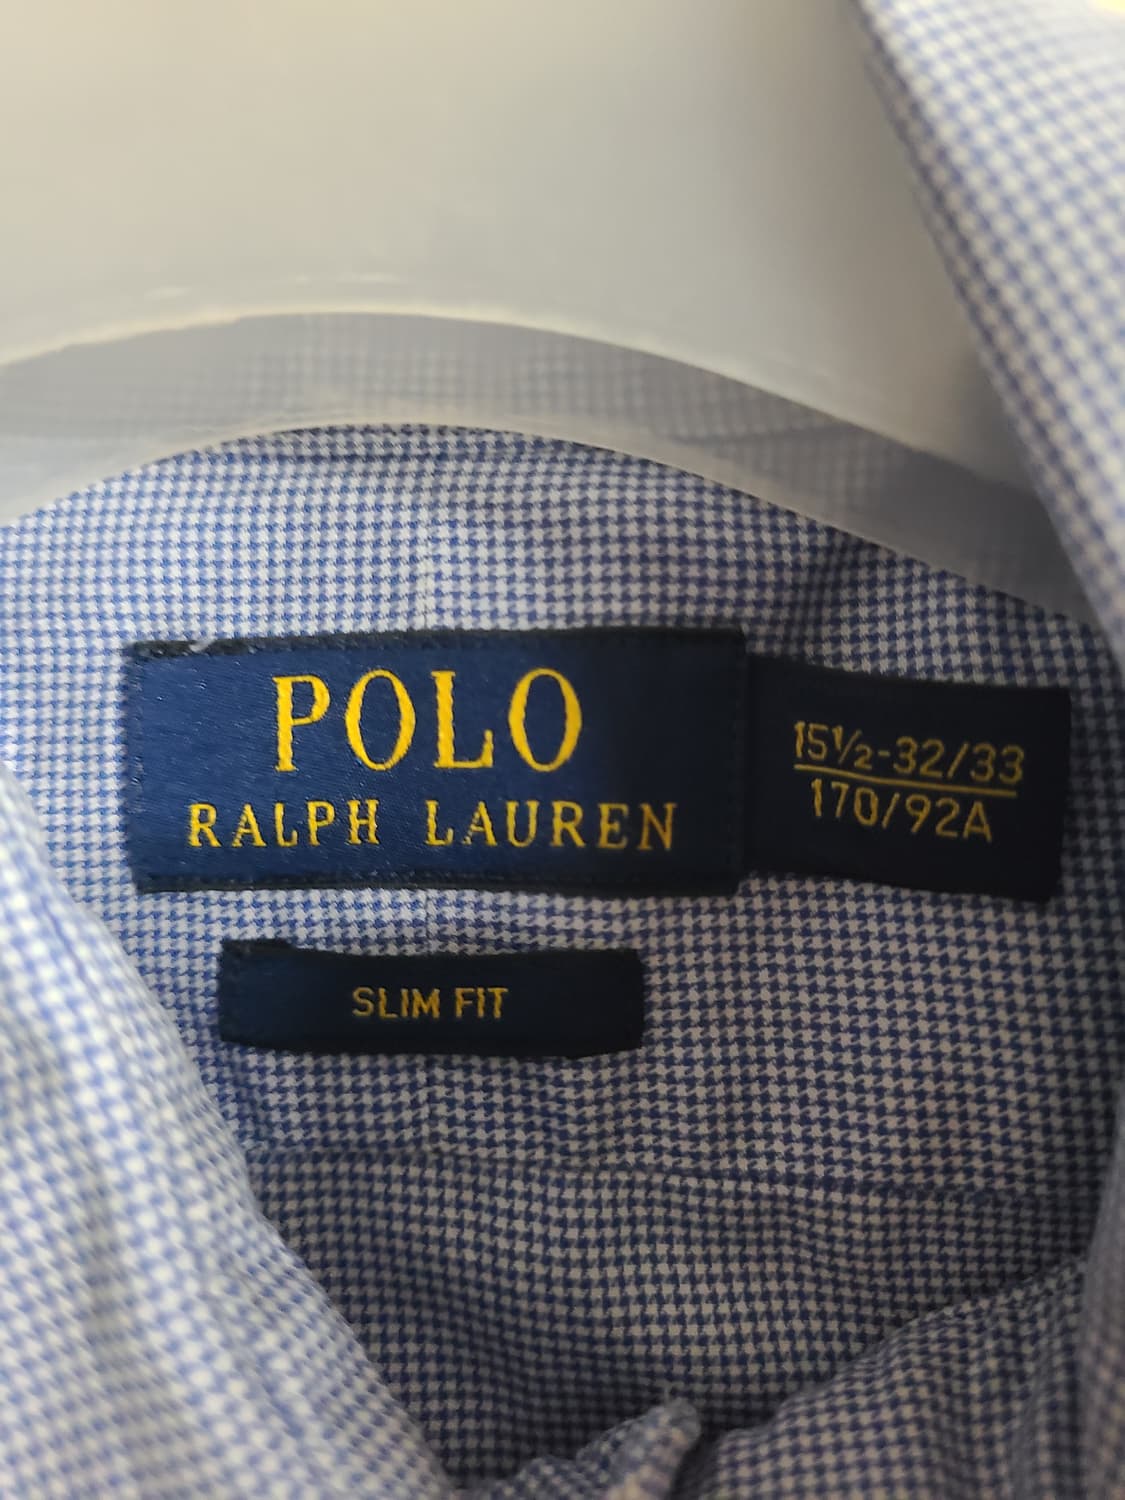 POLO
RALPH LAUREN
15½-32/33
170/92A
SLIM FIT